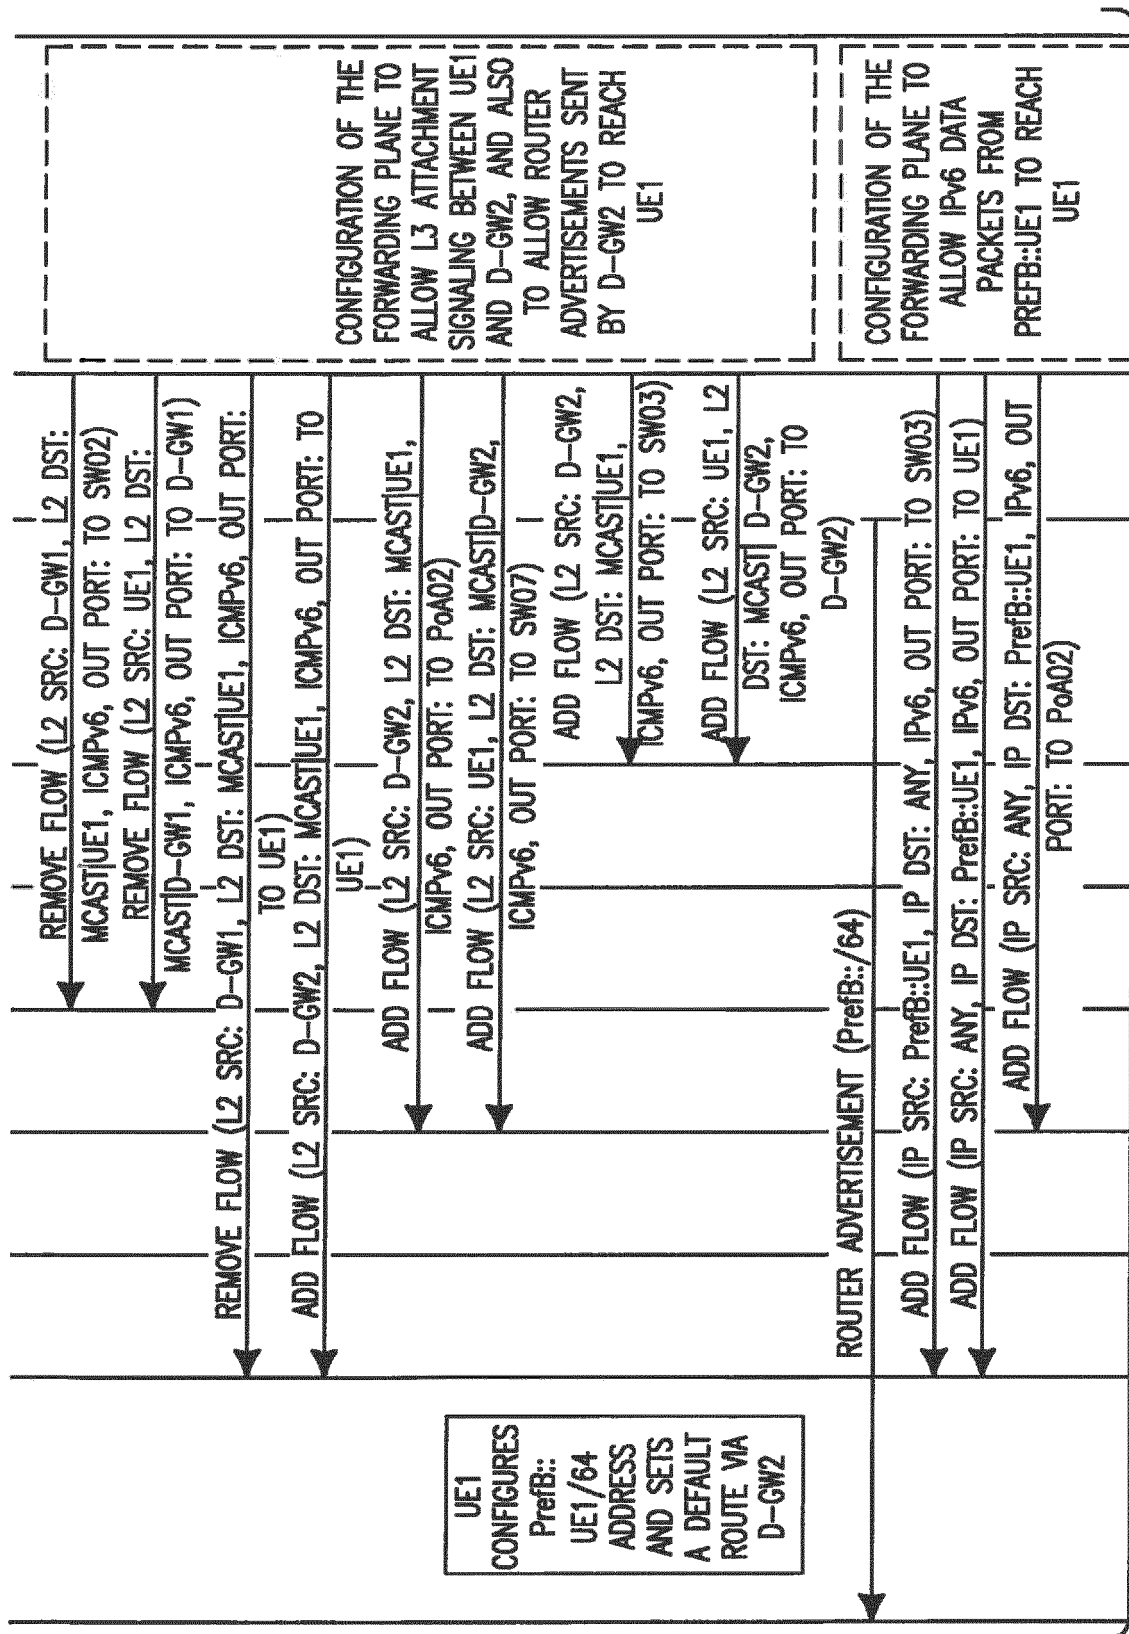 REMOVE FLOW (L2 SRC: D-GW1, L2 DST:
MCAST|UE1, ICMPv6, OUT PORT: TO SW02)
REMOVE FLOW (L2 SRC: UE1, L2 DST:
MCAST|D-GW1, ICMPv6, OUT PORT: TO D-GW1)
REMOVE FLOW (L2 SRC: D-GW1, L2 DST: MCAST|UE1, ICMPv6, OUT PORT:
TO UE1)
ADD FLOW (L2 SRC: D-GW2, L2 DST: MCAST|UE1, ICMPv6, OUT PORT: TO
UE1)
ADD FLOW (L2 SRC: D-GW2, L2 DST: MCAST|UE1,
ICMPv6, OUT PORT: TO PoA02)
ADD FLOW (L2 SRC: UE1, L2 DST: MCAST|D-GW2,
ICMPv6, OUT PORT: TO SW07)
ADD FLOW (L2 SRC: D-GW2,
L2 DST: MCAST|UE1,
ICMPv6, OUT PORT: TO SW03)
ADD FLOW (L2 SRC: UE1, L2
DST: MCAST| D-GW2,
ICMPv6, OUT PORT: TO
D-GW2)
CONFIGURATION OF THE
FORWARDING PLANE TO
ALLOW L3 ATTACHMENT
SIGNALING BETWEEN UE1
AND D-GW2, AND ALSO
TO ALLOW ROUTER
ADVERTISEMENTS SENT
BY D-GW2 TO REACH
UE1
UE1
CONFIGURES
PrefB::
UE1/64
ADDRESS
AND SETS
A DEFAULT
ROUTE VIA
D-GW2
ROUTER ADVERTISEMENT (PrefB::/64)
ADD FLOW (IP SRC: PrefB::UE1, IP DST: ANY, IPv6, OUT PORT: TO SW03)
ADD FLOW (IP SRC: ANY, IP DST: PrefB::UE1, IPv6, OUT PORT: TO UE1)
ADD FLOW (IP SRC: ANY, IP DST: PrefB::UE1, IPv6, OUT
PORT: TO PoA02)
CONFIGURATION OF THE
FORWARDING PLANE TO
ALLOW IPv6 DATA
PACKETS FROM
PREFB::UE1 TO REACH
UE1